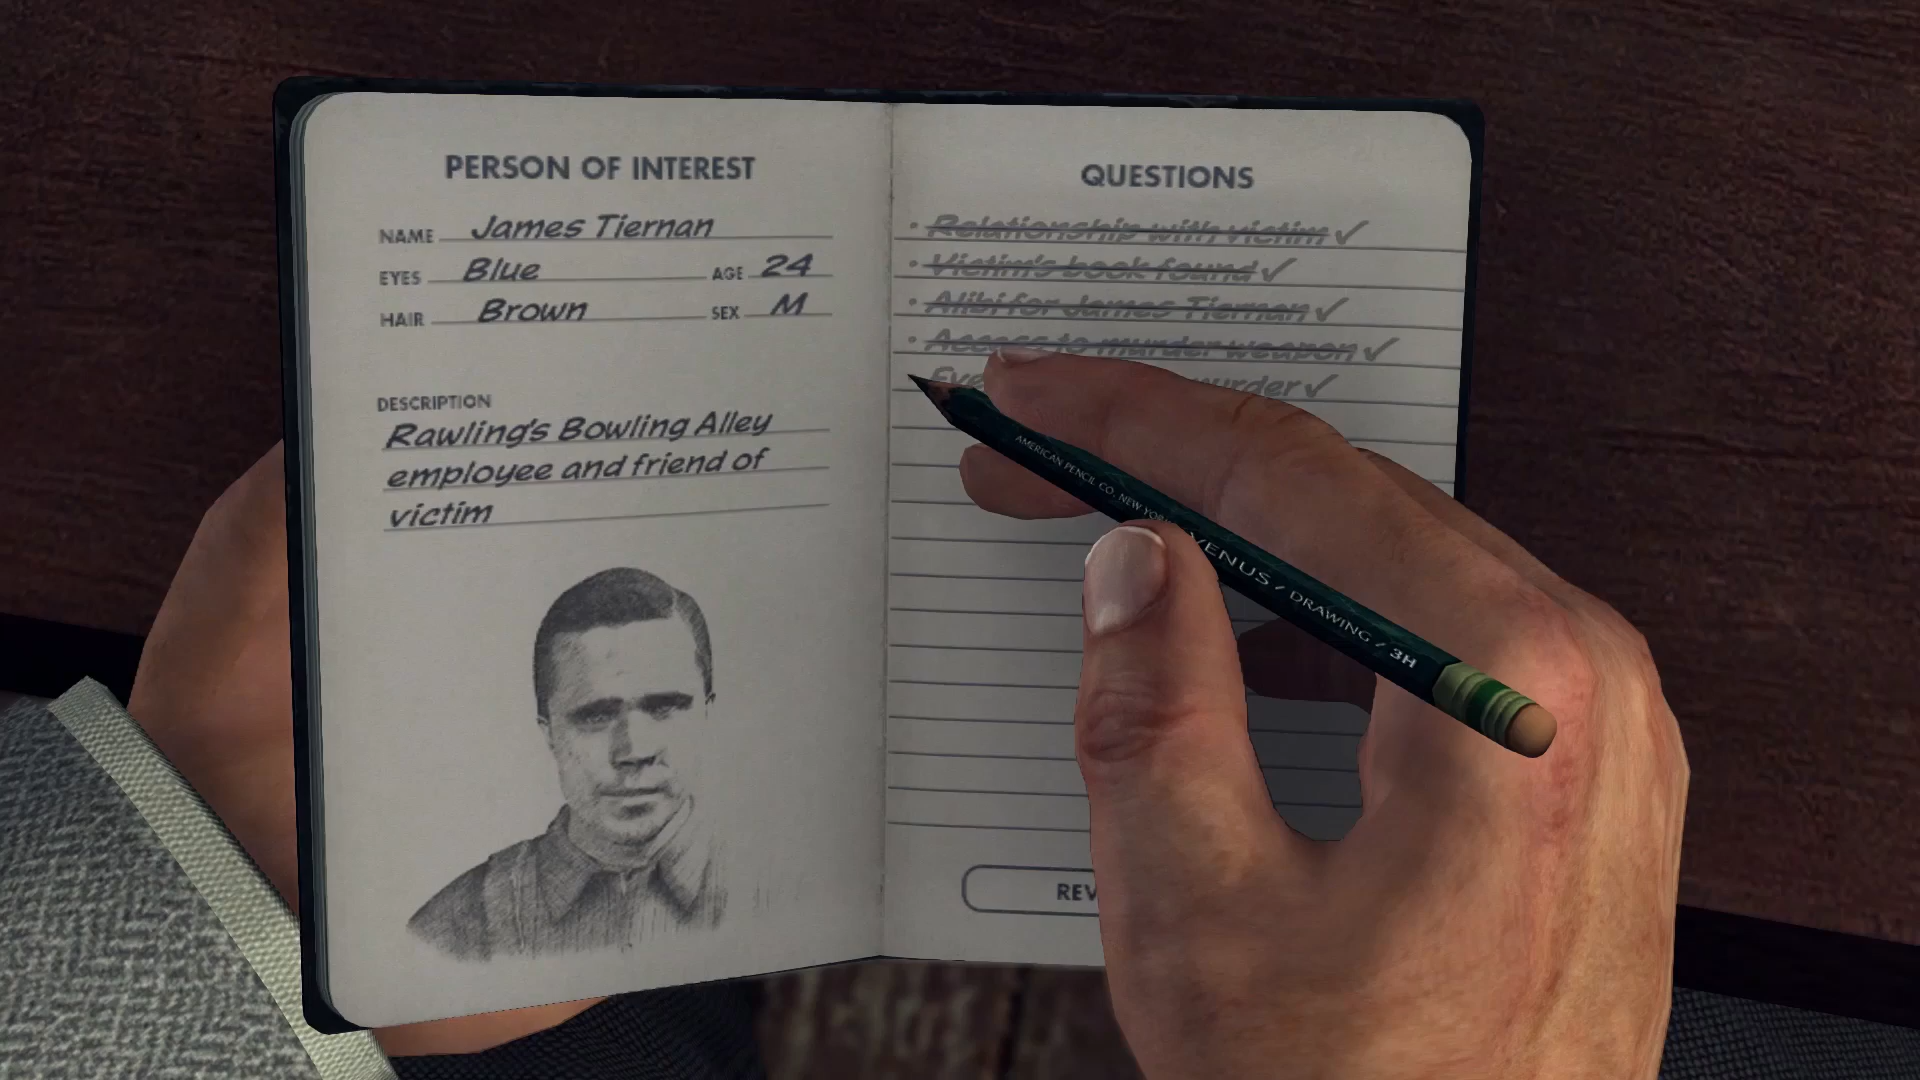 PERSON OF INTEREST
NAME James Tiernan
EYES Blue AGE 24
HAIR Brown SEX M
DESCRIPTION
Rawling's Bowling Alley
employee and friend of
victim
QUESTIONS
• Relationship with victim ✓
• Victim's book found ✓
• Alibi for James Tiernan ✓
• Access to murder weapon ✓
murder ✓
AMERICAN PENCIL CO. NEW YORK VENUS / DRAWING / 3H